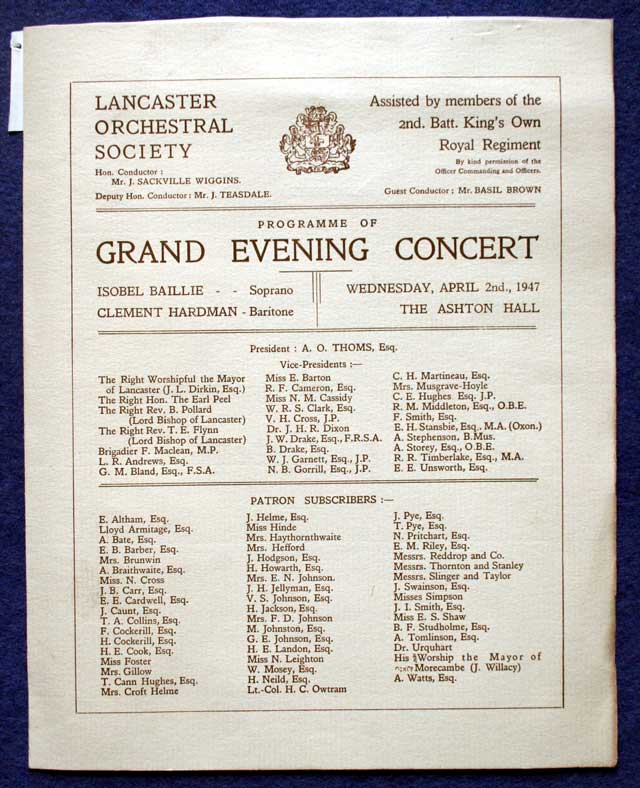 LANCASTER
ORCHESTRAL
SOCIETY
Hon. Conductor :
Mr. J. SACKVILLE WIGGINS.
Deputy Hon. Conductor : Mr. J. TEASDALE.
Assisted by members of the
2nd. Batt. King's Own
Royal Regiment
By kind permission of the
Officer Commanding and Officers.
Guest Conductor ; Mr. BASIL BROWN
PROGRAMME OF
GRAND EVENING CONCERT
ISOBEL BAILLIE - - Soprano
CLEMENT HARDMAN - Baritone
WEDNESDAY, APRIL 2nd., 1947
THE ASHTON HALL
President : A. O. THOMS, Esq.
Vice-Presidents :—
The Right Worshipful the Mayor
of Lancaster (J. L. Dirkin, Esq.)
The Right Hon. The Earl Peel
The Right Rev. B. Pollard
(Lord Bishop of Lancaster)
The Right Rev. T. E. Flynn
(Lord Bishop of Lancaster)
Brigadier F. Maclean, M.P.
L. R. Andrews, Esq.
G. M. Bland, Esq., F.S.A.
Miss E. Barton
R. F. Cameron, Esq.
Miss N. M. Cassidy
W. R. S. Clark, Esq.
V. H. Cross, J.P.
Dr. J. H. R. Dixon
J. W. Drake, Esq., F.R.S.A.
B. Drake, Esq.
W. J. Garnett, Esq., J.P.
N. B. Gorrill, Esq., J.P.
C. H. Martineau, Esq.
Mrs. Musgrave-Hoyle
C. E. Hughes Esq. J.P.
R. M. Middleton, Esq., O.B.E.
F. Smith, Esq.
E. H. Stansbie, Esq., M.A. (Oxon.)
A. Stephenson, B.Mus.
A. Storey, Esq., O.B.E.
R. R. Timberlake, Esq., M.A.
E. E. Unsworth, Esq.
PATRON SUBSCRIBERS :—
E. Altham, Esq.
Lloyd Armitage, Esq.
A. Bate, Esq.
E. B. Barber, Esq.
Mrs. Brunwin
A. Braithwaite, Esq.
Miss. N. Cross
J. B. Carr, Esq.
E. E. Cardwell, Esq.
J. Caunt, Esq.
T. A. Collins, Esq.
F. Cockerill, Esq.
H. Cockerill, Esq.
H. E. Cook, Esq.
Miss Foster
Mrs. Gillow
T. Cann Hughes, Esq.
Mrs. Croft Helme
J. Helme, Esq.
Miss Hinde
Mrs. Haythornthwaite
Mrs. Hefford
J. Hodgson, Esq.
H. Howarth, Esq.
Mrs. E. N. Johnson.
J. H. Jellyman, Esq.
V. S. Johnson, Esq.
H. Jackson, Esq.
Mrs. F. D. Johnson
M. Johnston, Esq.
G. E. Johnson, Esq.
H. E. Landon, Esq.
Miss N. Leighton
W. Mosey, Esq.
H. Neild, Esq.
Lt.-Col. H. C. Owtram
J. Pye, Esq.
T. Pye, Esq.
N. Pritchart, Esq.
E. M. Riley, Esq.
Messrs. Reddrop and Co.
Messrs. Thornton and Stanley
Messrs. Slinger and Taylor
J. Swainson, Esq.
Misses Simpson
J. I. Smith, Esq.
Miss E. S. Shaw
B. F. Studholme, Esq.
A. Tomlinson, Esq.
Dr. Urquhart
His Worship the Mayor of
Morecambe (J. Willacy)
A. Watts, Esq.